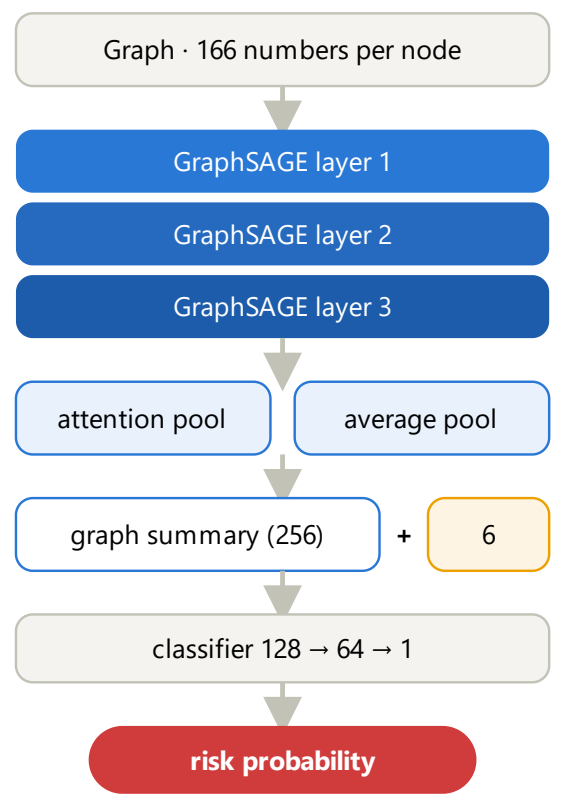 Graph · 166 numbers per node
GraphSAGE layer 1
GraphSAGE layer 2
GraphSAGE layer 3
attention pool
average pool
graph summary (256) + 6
classifier 128 → 64 → 1
risk probability